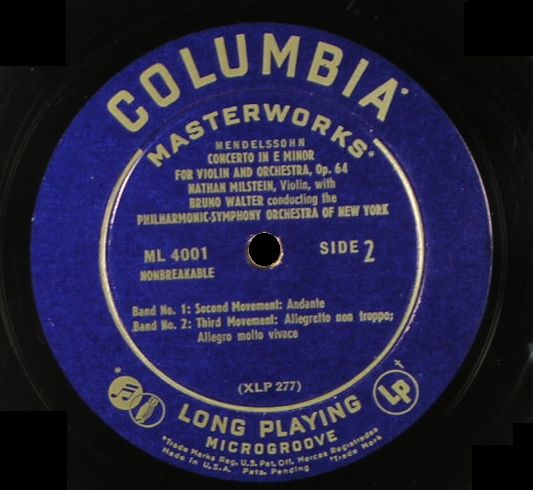 COLUMBIA*
MASTERWORKS*
MENDELSSOHN
CONCERTO IN E MINOR
FOR VIOLIN AND ORCHESTRA, Op. 64
NATHAN MILSTEIN, Violin, with
BRUNO WALTER conducting the
PHILHARMONIC-SYMPHONY ORCHESTRA OF NEW YORK
ML 4001
SIDE 2
NONBREAKABLE
Band No. 1: Second Movement: Andante
Band No. 2: Third Movement: Allegretto non troppo;
Allegro molto vivace
(XLP 277)
LP
LONG PLAYING
MICROGROOVE
*Trade Marks Reg. U.S. Pat. Off. Marcas Registradas
Made in U.S.A. Pats. Pending †Trade Mark